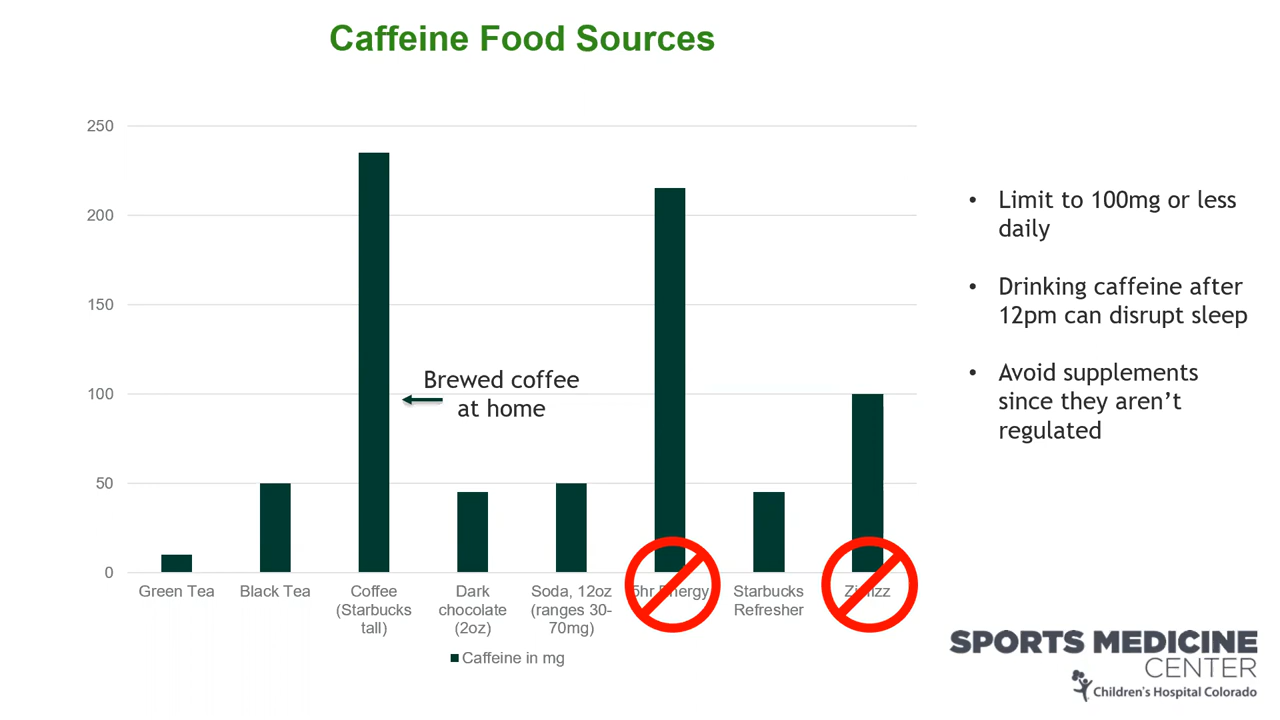 Caffeine Food Sources
250
200
150
100
50
0
Brewed coffee
at home
Green Tea
Black Tea
Coffee
(Starbucks
tall)
Dark
chocolate
(2oz)
Soda, 12oz
(ranges 30-
70mg)
5hr Energy
Starbucks
Refresher
Caffeine in mg
• Limit to 100mg or less
daily
• Drinking caffeine after
12pm can disrupt sleep
• Avoid supplements
since they aren’t
regulated
SPORTS MEDICINE
CENTER
Children's Hospital Colorado